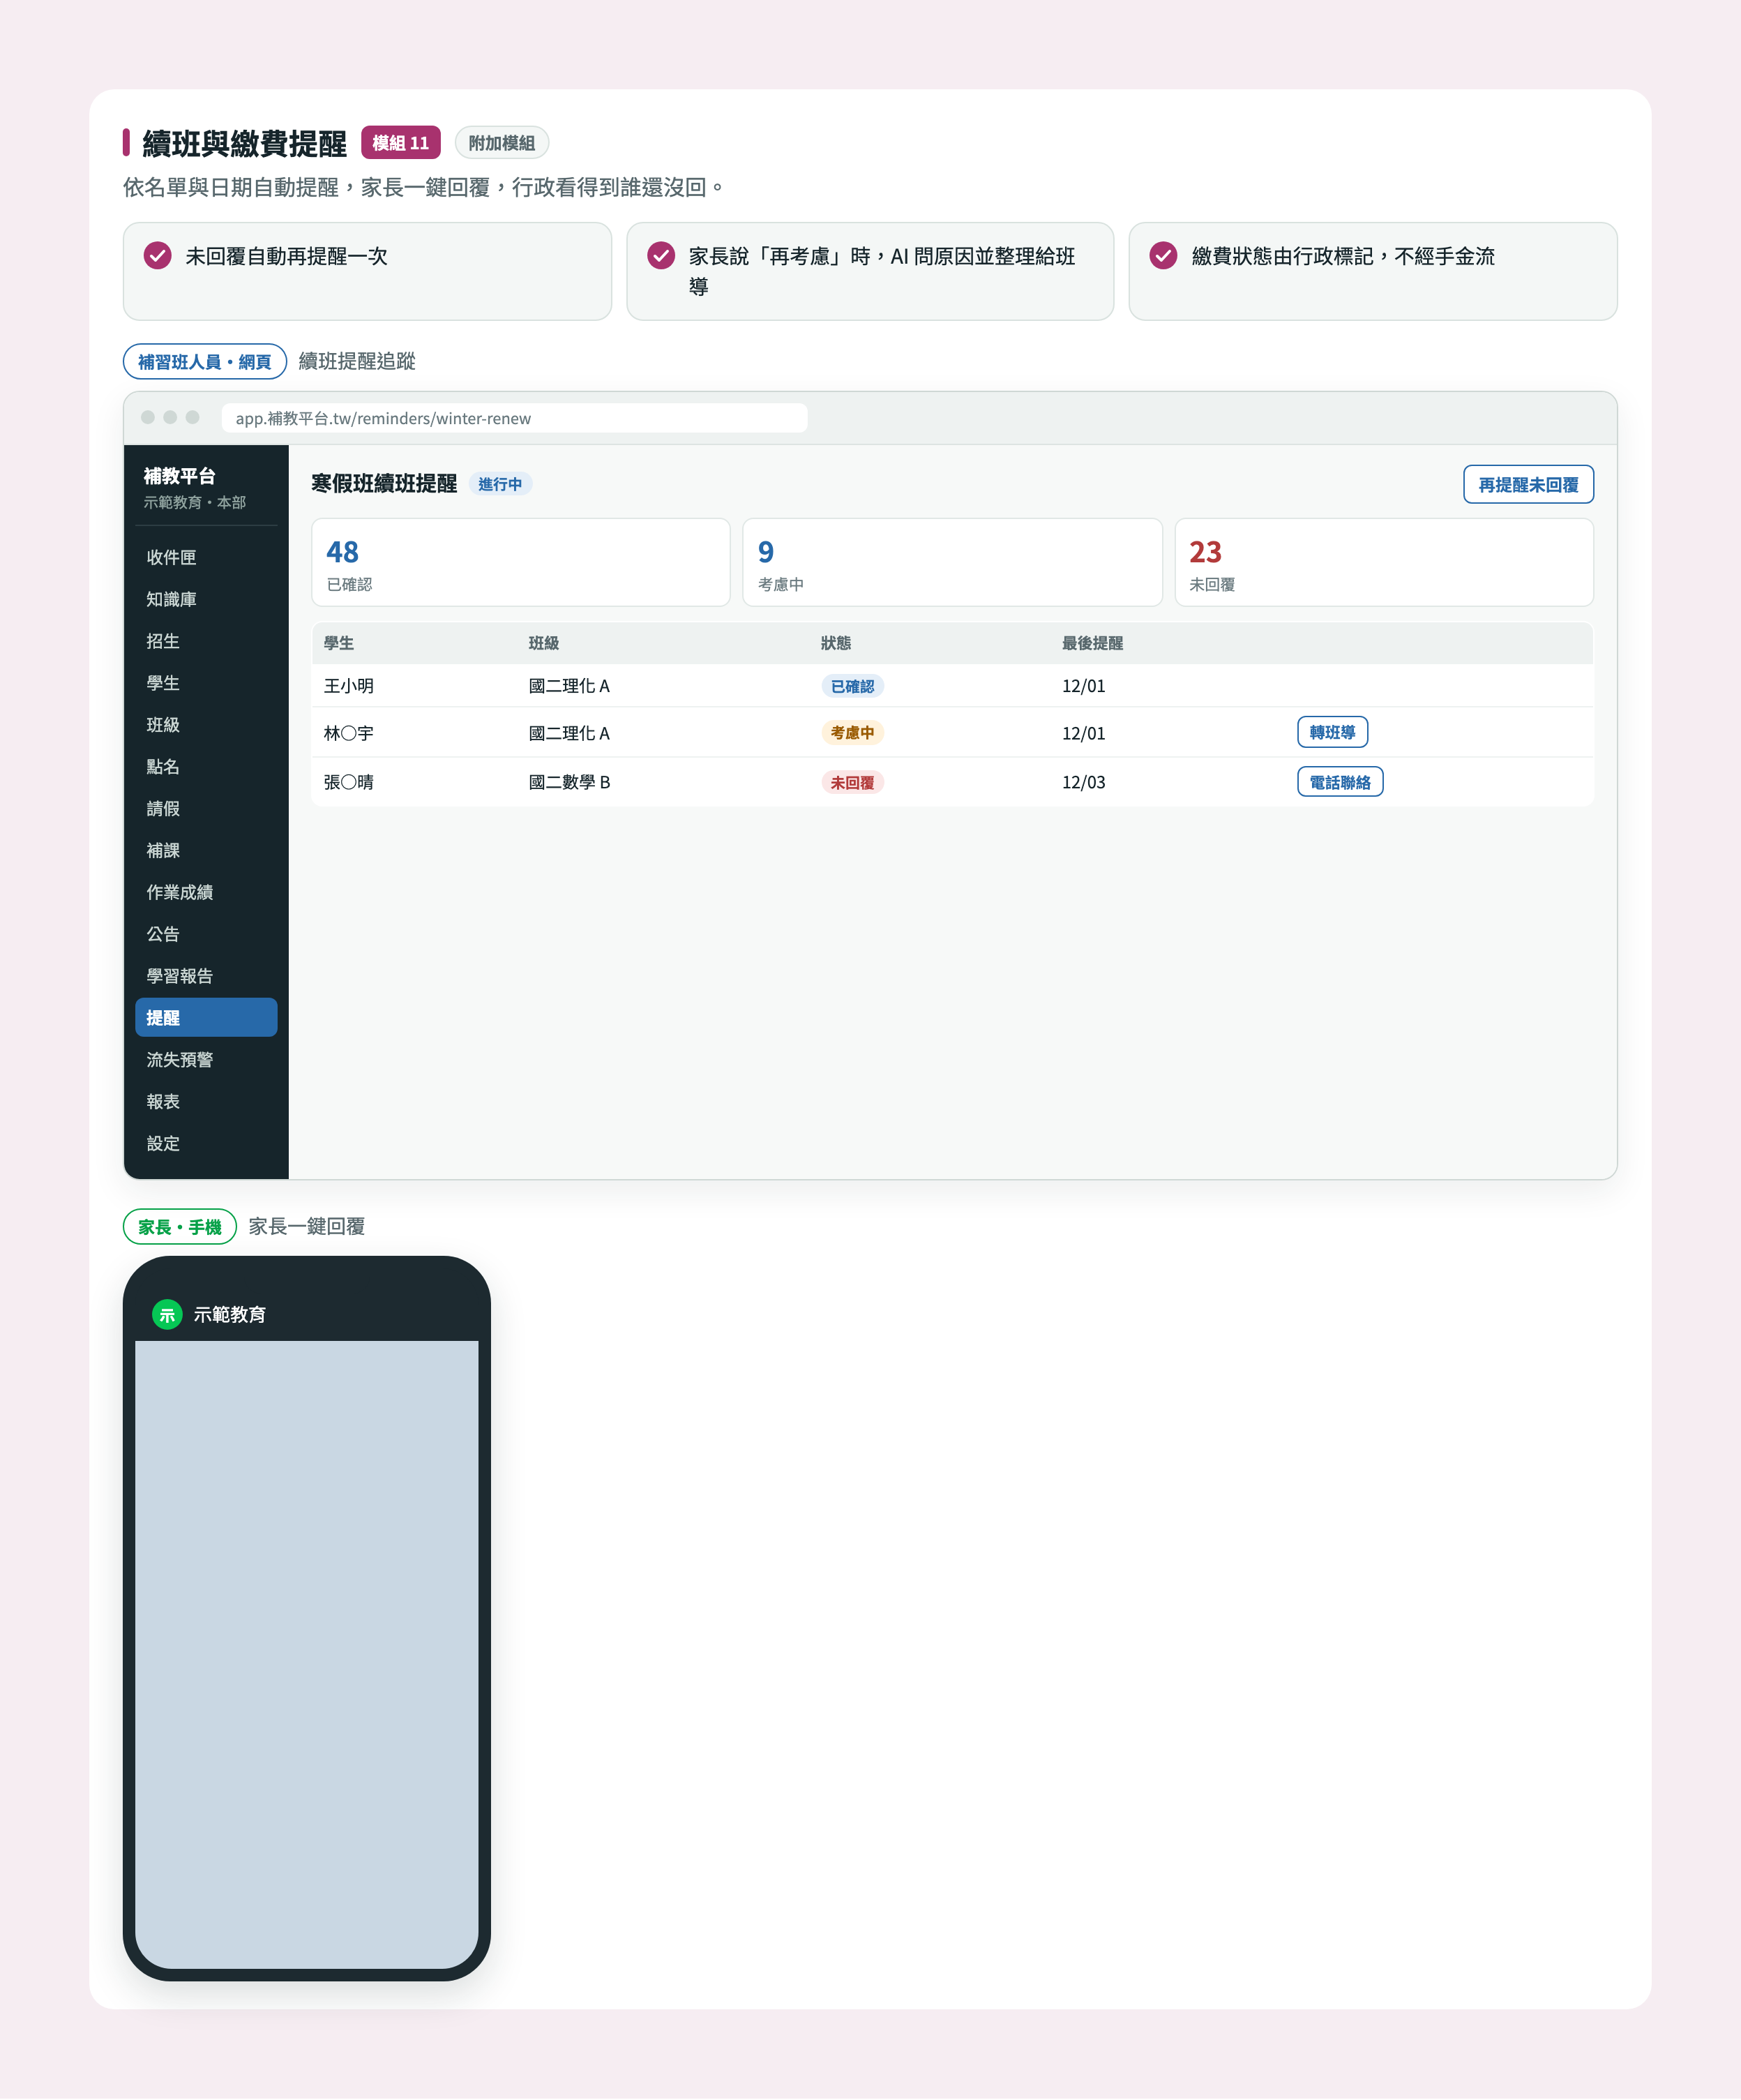 續班與繳費提醒 模組 11 附加模組
依名單與日期自動提醒，家長一鍵回覆，行政看得到誰還沒回。
未回覆自動再提醒一次
家長說「再考慮」時，AI 問原因並整理給班
導
繳費狀態由行政標記，不經手金流
補習班人員・網頁 續班提醒追蹤
app.補教平台.tw/reminders/winter-renew
補教平台
示範教育・本部
收件匣
知識庫
招生
學生
班級
點名
請假
補課
作業成績
公告
學習報告
提醒
流失預警
報表
設定
寒假班續班提醒 進行中 再提醒未回覆
48
已確認
9
考慮中
23
未回覆
學生 班級 狀態 最後提醒
王小明 國二理化 A 已確認 12/01
林○宇 國二理化 A 考慮中 12/01 轉班導
張○晴 國二數學 B 未回覆 12/03 電話聯絡
家長・手機 家長一鍵回覆
示 示範教育